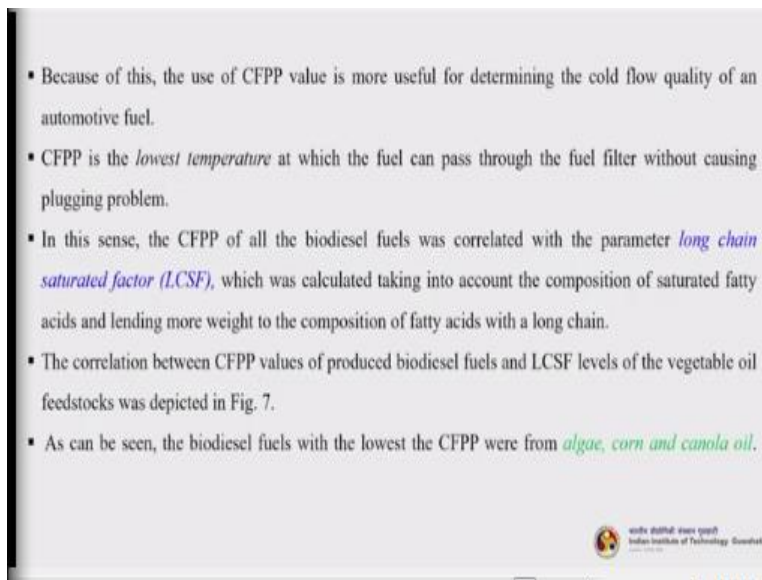 ▪ Because of this, the use of CFPP value is more useful for determining the cold flow quality of an
automotive fuel.
▪ CFPP is the lowest temperature at which the fuel can pass through the fuel filter without causing
plugging problem.
▪ In this sense, the CFPP of all the biodiesel fuels was correlated with the parameter long chain
saturated factor (LCSF), which was calculated taking into account the composition of saturated fatty
acids and lending more weight to the composition of fatty acids with a long chain.
▪ The correlation between CFPP values of produced biodiesel fuels and LCSF levels of the vegetable oil
feedstocks was depicted in Fig. 7.
▪ As can be seen, the biodiesel fuels with the lowest the CFPP were from algae, corn and canola oil.
Indian Institute of Technology